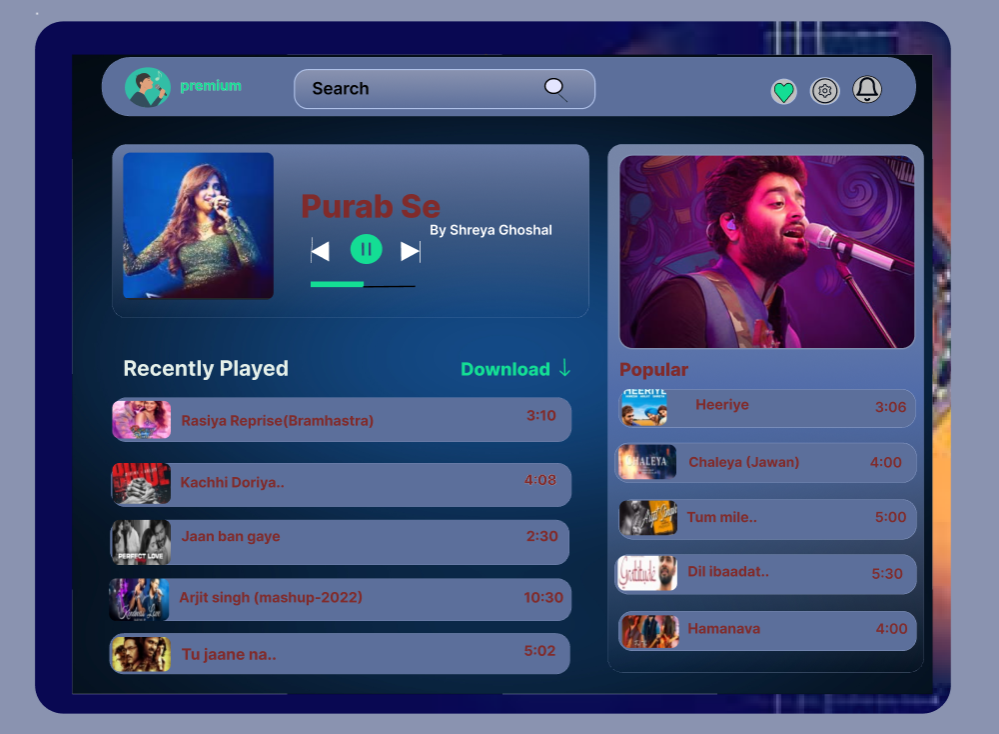 premium
Search
Purab Se
By Shreya Ghoshal
Recently Played
Download ↓
Rasiya Reprise(Bramhastra)
3:10
Kachhi Doriya..
4:08
Jaan ban gaye
2:30
PERFECT LOVE
Arjit singh (mashup-2022)
10:30
Tu jaane na..
5:02
Popular
HEERIYE
Heeriye
3:06
CHALEYA
Chaleya (Jawan)
4:00
Tum mile..
5:00
Dil ibaadat..
5:30
Hamanava
4:00